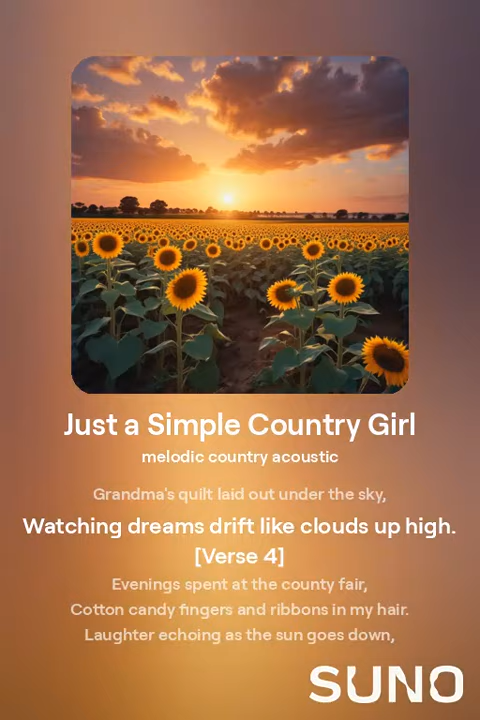 Just a Simple Country Girl
melodic country acoustic
Grandma's quilt laid out under the sky,
Watching dreams drift like clouds up high.
[Verse 4]
Evenings spent at the county fair,
Cotton candy fingers and ribbons in my hair.
Laughter echoing as the sun goes down,
SUNO